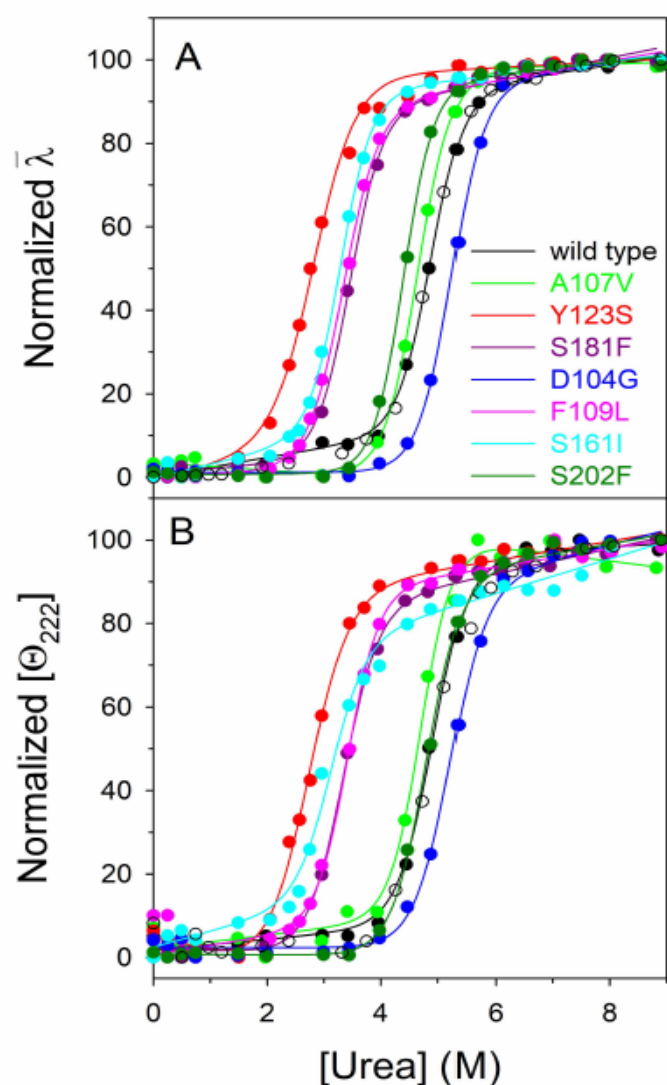 A
100
80
60
40
20
0
Normalized λ̄
wild type
A107V
Y123S
S181F
D104G
F109L
S161I
S202F
B
100
80
60
40
20
0
Normalized [Θ222]
0 2 4 6 8
[Urea] (M)